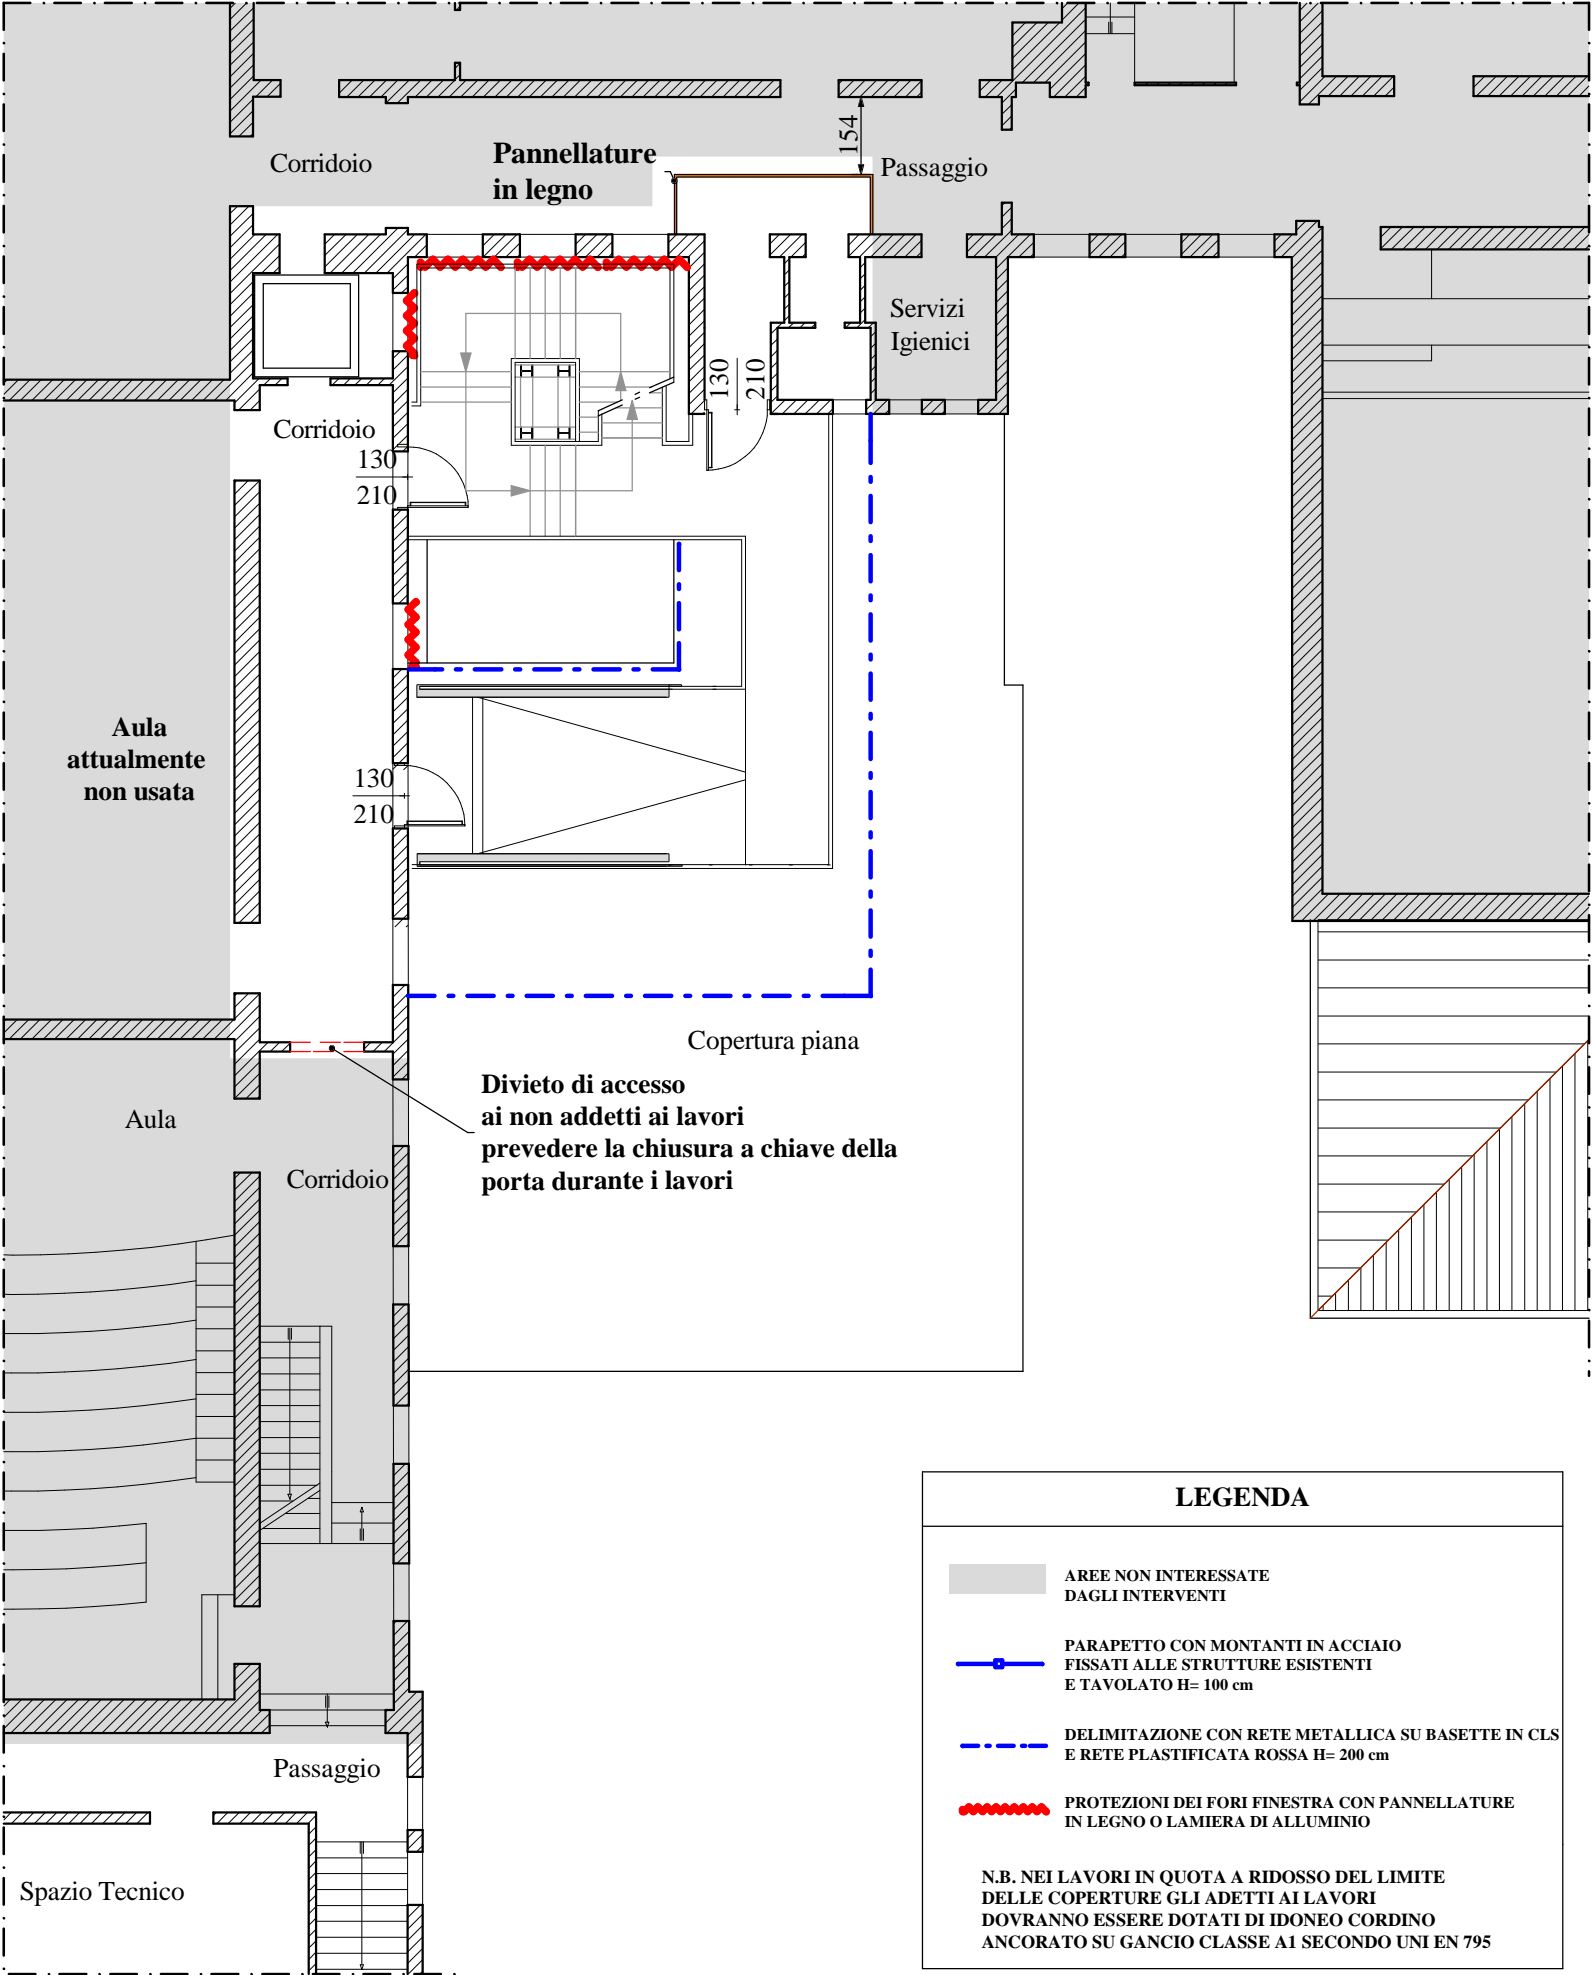 Corridoio
Pannellature
in legno
154
Passaggio
Servizi
Igienici
130
210
Corridoio
130
210
Aula
attualmente
non usata
130
210
Copertura piana
Divieto di accesso
ai non addetti ai lavori
prevedere la chiusura a chiave della
porta durante i lavori
Aula
Corridoio
Passaggio
Spazio Tecnico
LEGENDA
AREE NON INTERESSATE
DAGLI INTERVENTI
PARAPETTO CON MONTANTI IN ACCIAIO
FISSATI ALLE STRUTTURE ESISTENTI
E TAVOLATO H= 100 cm
DELIMITAZIONE CON RETE METALLICA SU BASETTE IN CLS
E RETE PLASTIFICATA ROSSA H= 200 cm
PROTEZIONI DEI FORI FINESTRA CON PANNELLATURE
IN LEGNO O LAMIERA DI ALLUMINIO
N.B. NEI LAVORI IN QUOTA A RIDOSSO DEL LIMITE
DELLE COPERTURE GLI ADETTI AI LAVORI
DOVRANNO ESSERE DOTATI DI IDONEO CORDINO
ANCORATO SU GANCIO CLASSE A1 SECONDO UNI EN 795